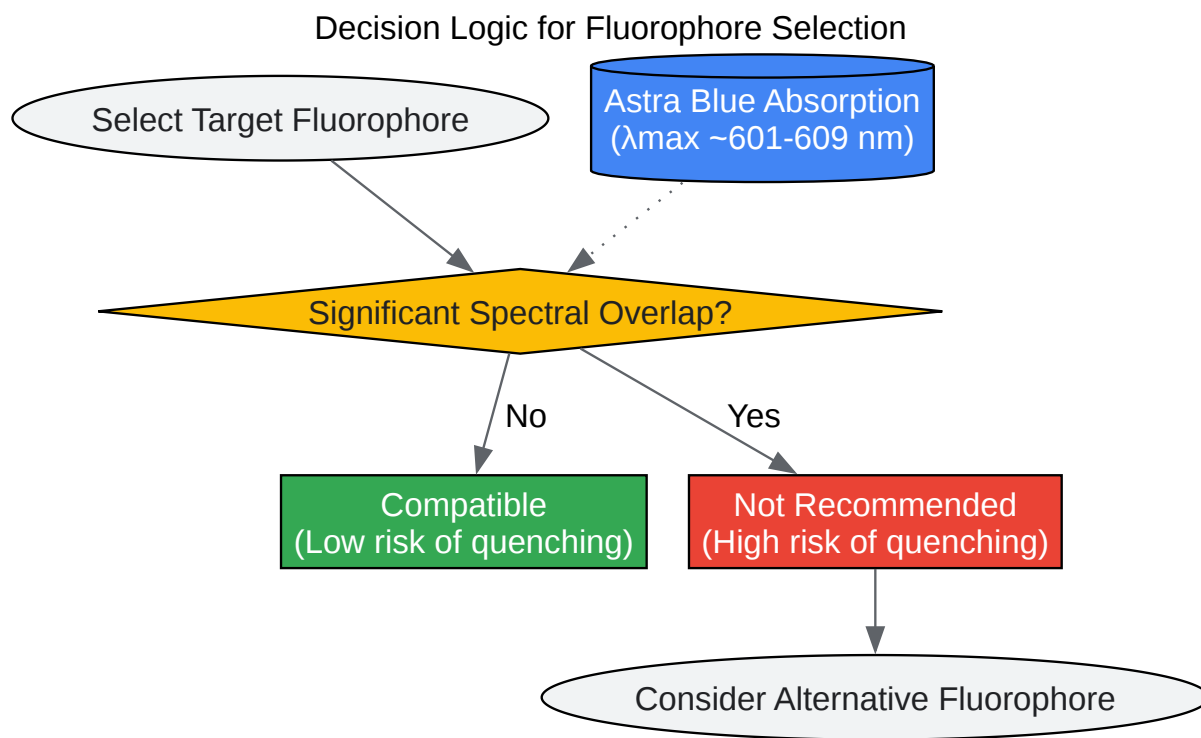 Decision Logic for Fluorophore Selection
Select Target Fluorophore
Astra Blue Absorption
(λmax ~601-609 nm)
Significant Spectral Overlap?
No
Yes
Compatible
(Low risk of quenching)
Not Recommended
(High risk of quenching)
Consider Alternative Fluorophore